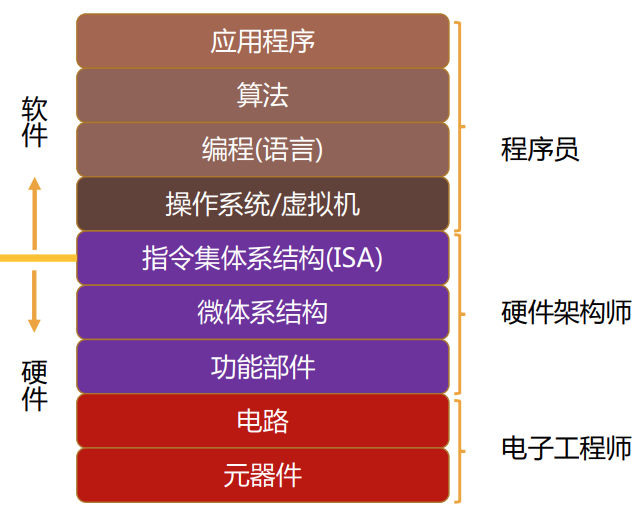 应用程序
算法
编程(语言)
操作系统/虚拟机
指令集体系结构(ISA)
微体系结构
功能部件
电路
元器件
软件
硬件
程序员
硬件架构师
电子工程师